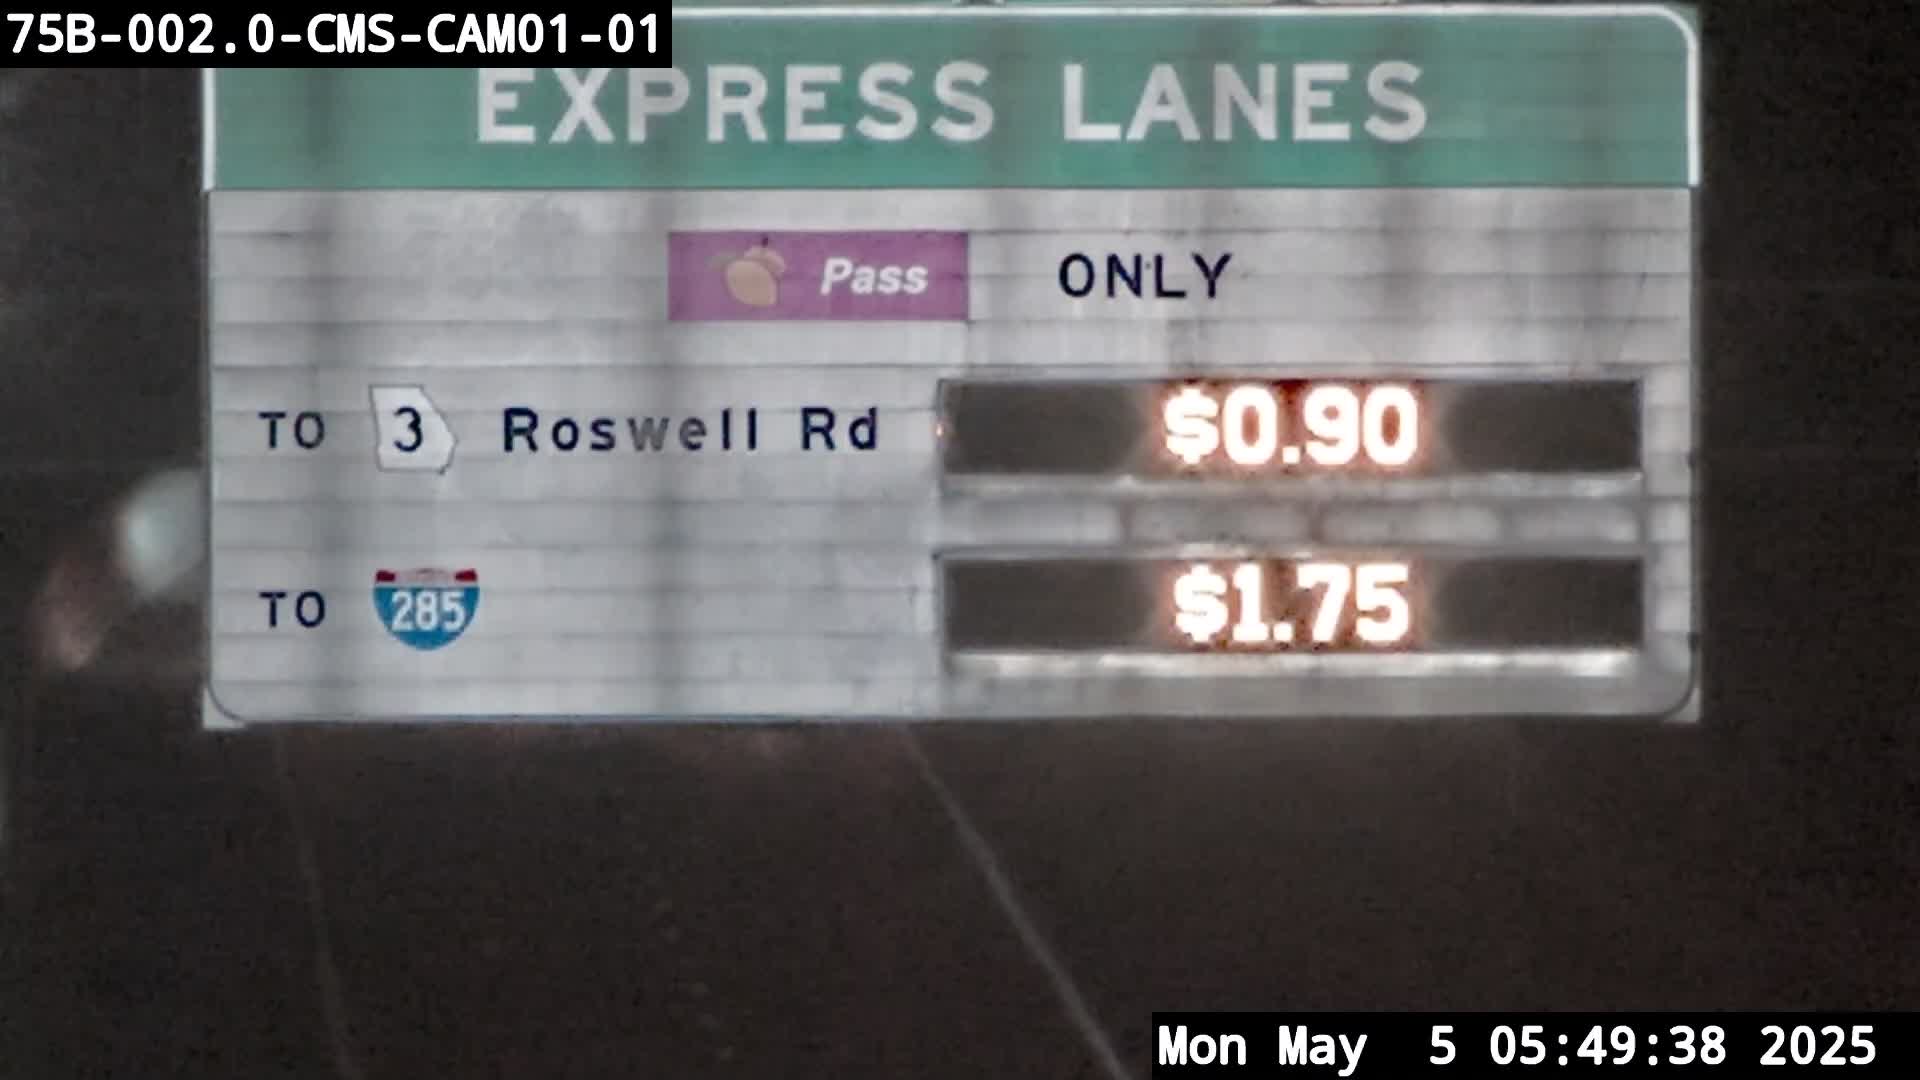 75B-002.0-CMS-CAM01-01
EXPRESS LANES
Pass ONLY
TO 3 Roswell Rd $0.90
TO 285 $1.75
Mon May 5 05:49:38 2025